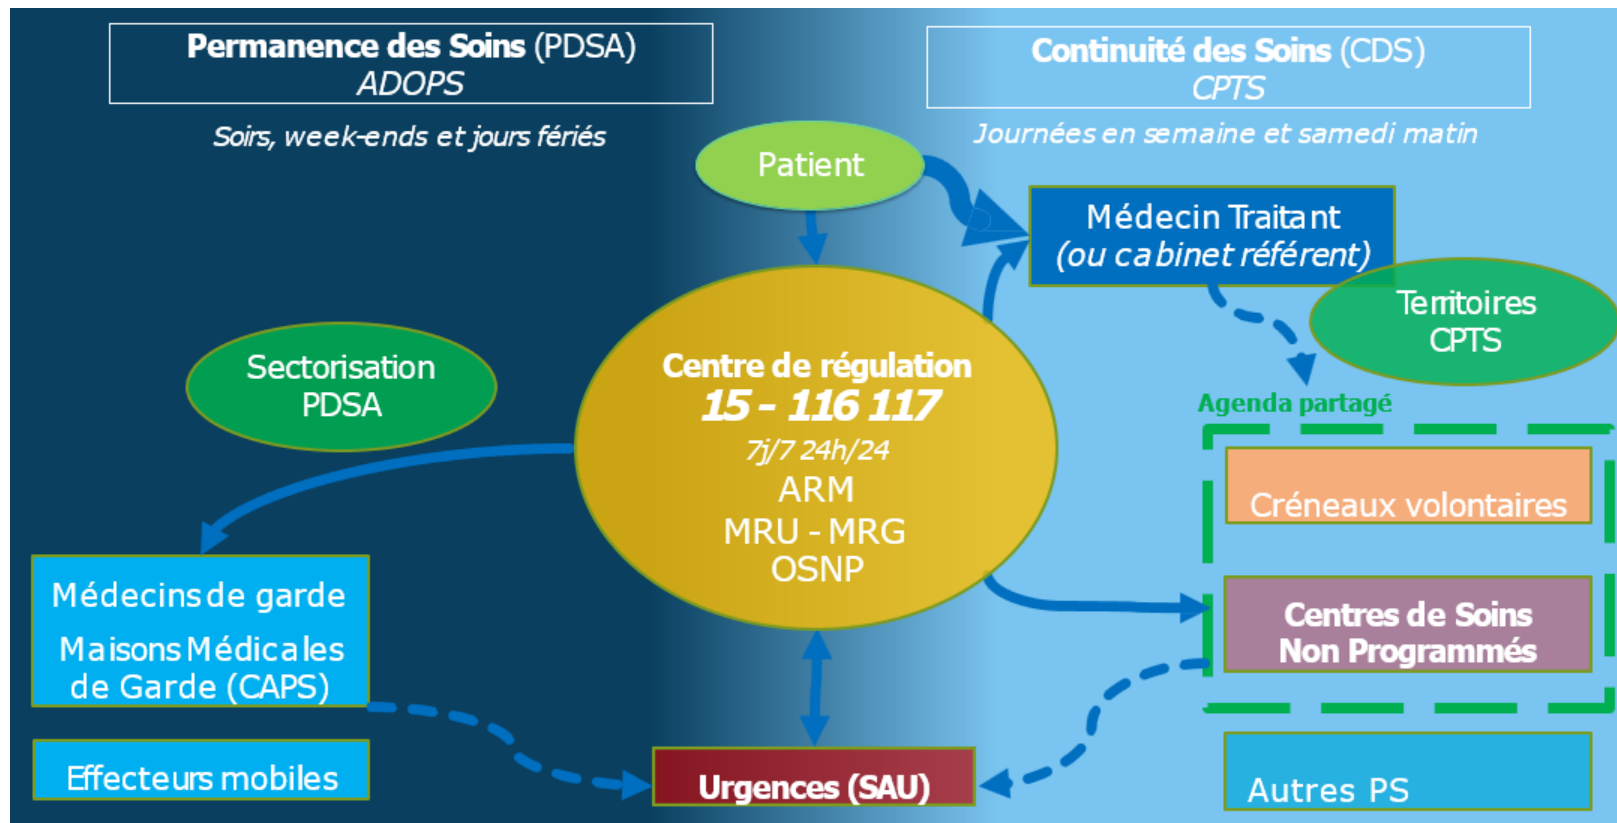 Permanence des Soins (PDSA)
ADOPS
Soirs, week-ends et jours fériés
Continuité des Soins (CDS)
CPTS
Journées en semaine et samedi matin
Patient
Médecin Traitant
(ou cabinet référent)
Territoires
CPTS
Sectorisation
PDSA
Centre de régulation
15 - 116 117
7j/7 24h/24
ARM
MRU - MRG
OSNP
Agenda partagé
Créneaux volontaires
Centres de Soins
Non Programmés
Médecins de garde
Maisons Médicales
de Garde (CAPS)
Effecteurs mobiles
Urgences (SAU)
Autres PS